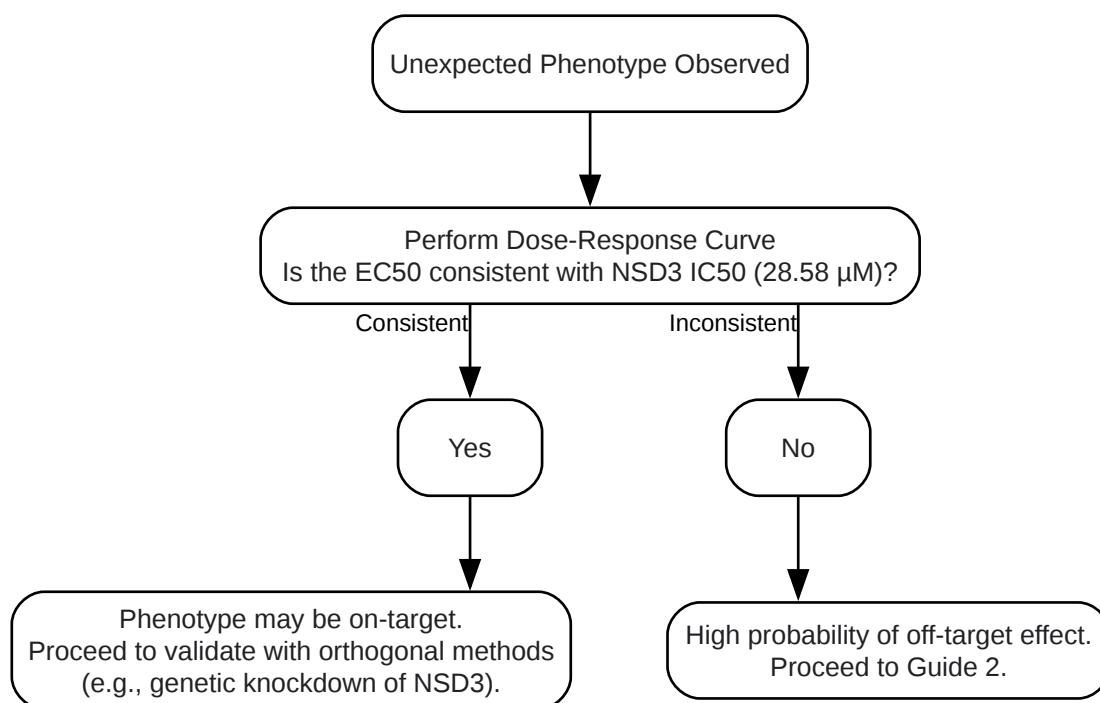 Unexpected Phenotype Observed
Perform Dose-Response Curve
Is the EC50 consistent with NSD3 IC50 (28.58 µM)?
Consistent
Inconsistent
Yes
No
Phenotype may be on-target.
Proceed to validate with orthogonal methods
(e.g., genetic knockdown of NSD3).
High probability of off-target effect.
Proceed to Guide 2.